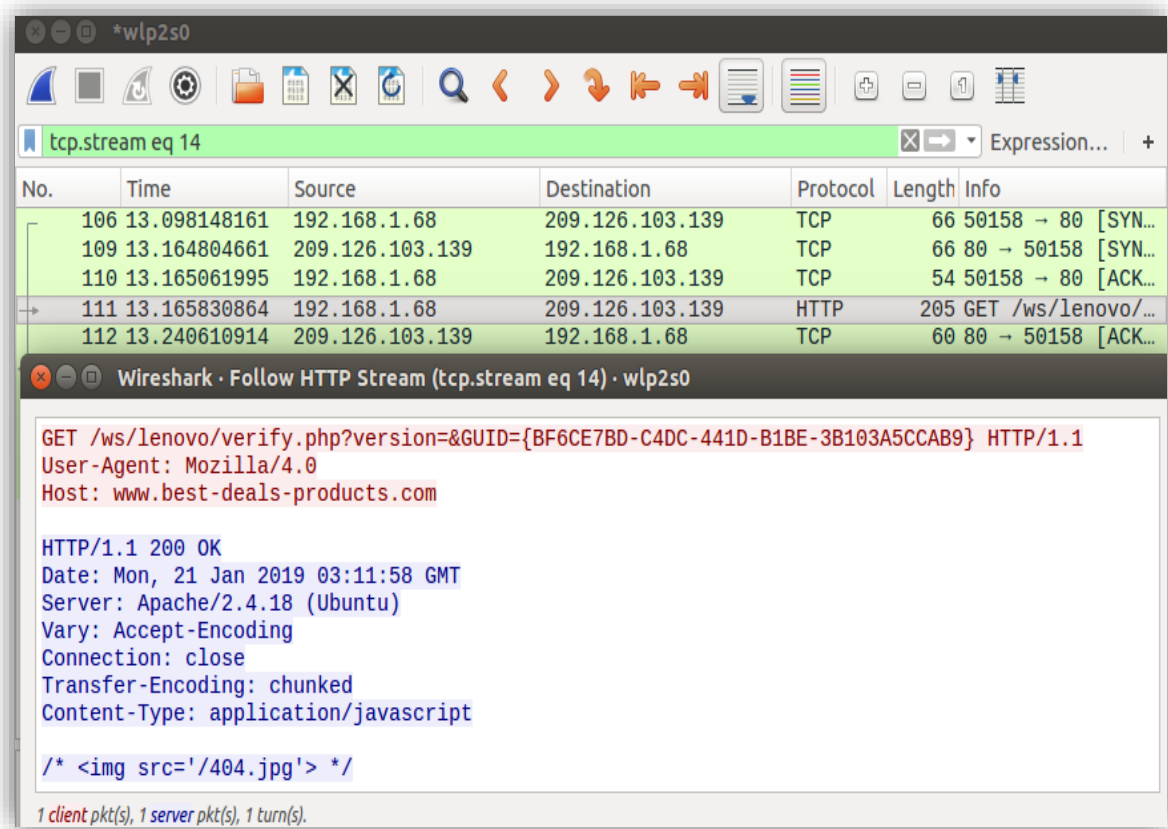 *wlp2s0
tcp.stream eq 14 Expression... +
No. Time Source Destination Protocol Length Info
106 13.098148161 192.168.1.68 209.126.103.139 TCP 66 50158 → 80 [SYN…
109 13.164804661 209.126.103.139 192.168.1.68 TCP 66 80 → 50158 [SYN…
110 13.165061995 192.168.1.68 209.126.103.139 TCP 54 50158 → 80 [ACK…
111 13.165830864 192.168.1.68 209.126.103.139 HTTP 205 GET /ws/lenovo/…
112 13.240610914 209.126.103.139 192.168.1.68 TCP 60 80 → 50158 [ACK…
Wireshark · Follow HTTP Stream (tcp.stream eq 14) · wlp2s0
GET /ws/lenovo/verify.php?version=&GUID={BF6CE7BD-C4DC-441D-B1BE-3B103A5CCAB9} HTTP/1.1
User-Agent: Mozilla/4.0
Host: www.best-deals-products.com
HTTP/1.1 200 OK
Date: Mon, 21 Jan 2019 03:11:58 GMT
Server: Apache/2.4.18 (Ubuntu)
Vary: Accept-Encoding
Connection: close
Transfer-Encoding: chunked
Content-Type: application/javascript
/* <img src='/404.jpg'> */
1 client pkt(s), 1 server pkt(s), 1 turn(s).